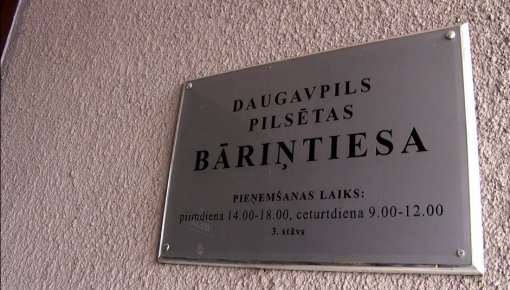 DAUGAVPILS
PILSĒTAS
BĀRIŅTIESA
PIEŅEMŠANAS LAIKS:
pirmdiena 14.00-18.00, ceturtdiena 9.00-12.00
3. stāvs